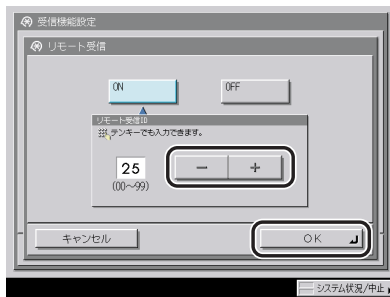 受信機能設定
リモート受信
ON OFF
リモート受信ID
テンキーでも入力できます。
25 － ＋
(00～99)
キャンセル OK
システム状況/中止